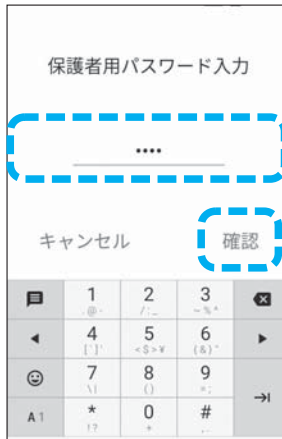 保護者用パスワード入力
••••
キャンセル 確認
1 2 3
.@- /:_ ~%^
4 5 6
[`]' <$>¥ {&}"
7 8 9
\| () =;
A1 * 0 #
!? + ,.